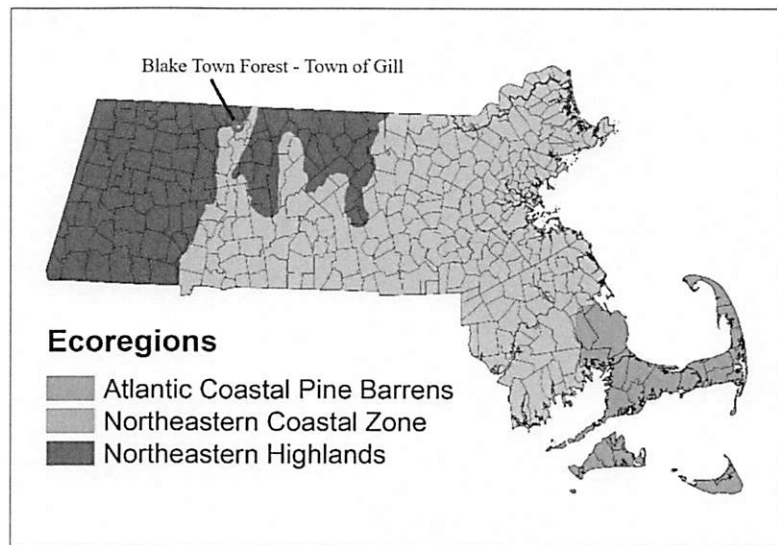 Blake Town Forest - Town of Gill
Ecoregions
Atlantic Coastal Pine Barrens
Northeastern Coastal Zone
Northeastern Highlands